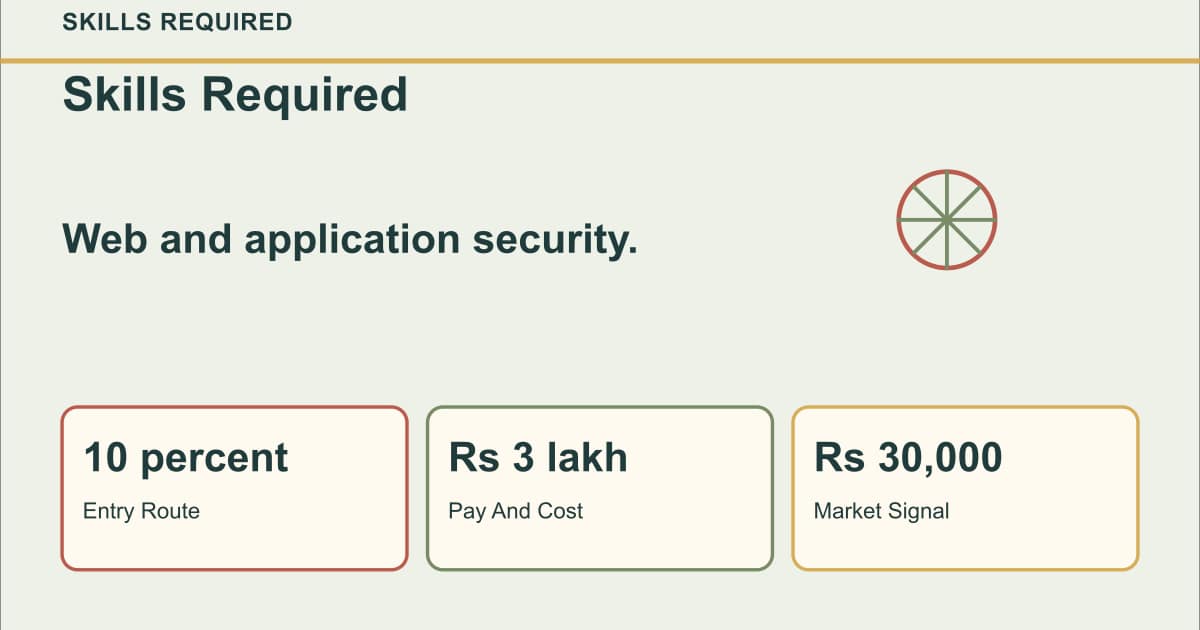 SKILLS REQUIRED
Skills Required
Web and application security.
10 percent
Entry Route
Rs 3 lakh
Pay And Cost
Rs 30,000
Market Signal